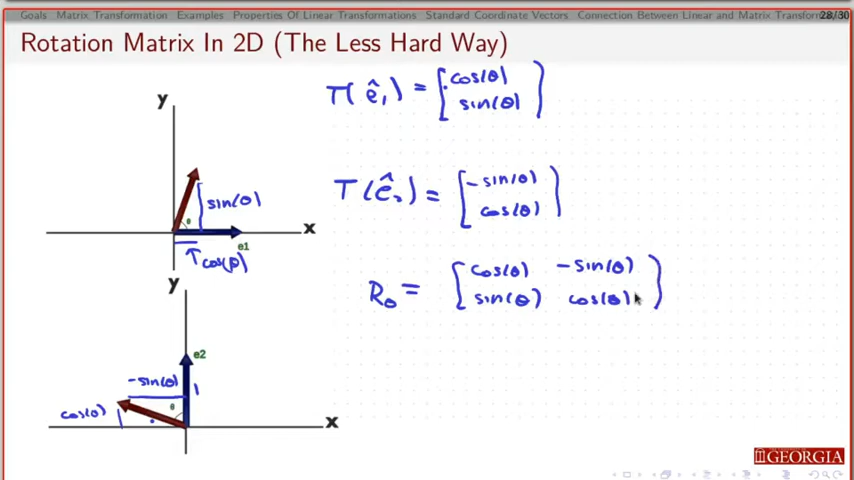 Goals Matrix Transformation Examples Properties Of Linear Transformations Standard Coordinate Vectors Connection Between Linear and Matrix Transform
28/30
Rotation Matrix In 2D (The Less Hard Way)
y
sin(θ)
θ
x
e1
↑ cos(θ)
T(ê₁) = [cos(θ)
sin(θ)]
T(ê₂) = [-sin(θ)
cos(θ)]
R_θ = [cos(θ) -sin(θ)
sin(θ) cos(θ)]
y
e2
-sin(θ)
1
cos(θ)
θ
x
GEORGIA